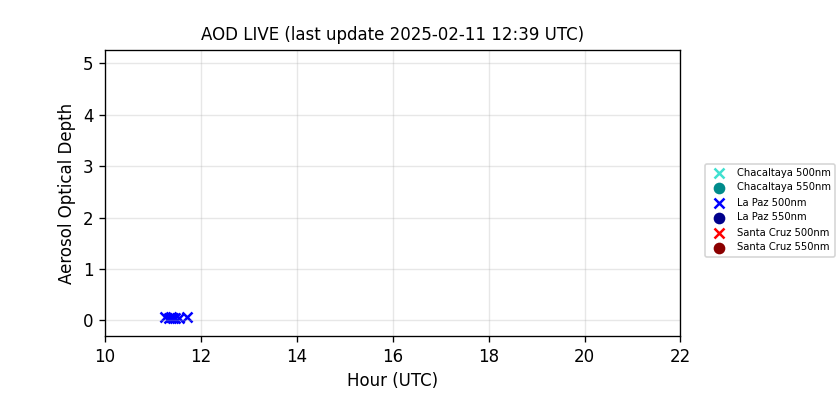 AOD LIVE (last update 2025-02-11 12:39 UTC)
Aerosol Optical Depth
5
4
3
2
1
0
10 12 14 16 18 20 22
Hour (UTC)
Chacaltaya 500nm
Chacaltaya 550nm
La Paz 500nm
La Paz 550nm
Santa Cruz 500nm
Santa Cruz 550nm